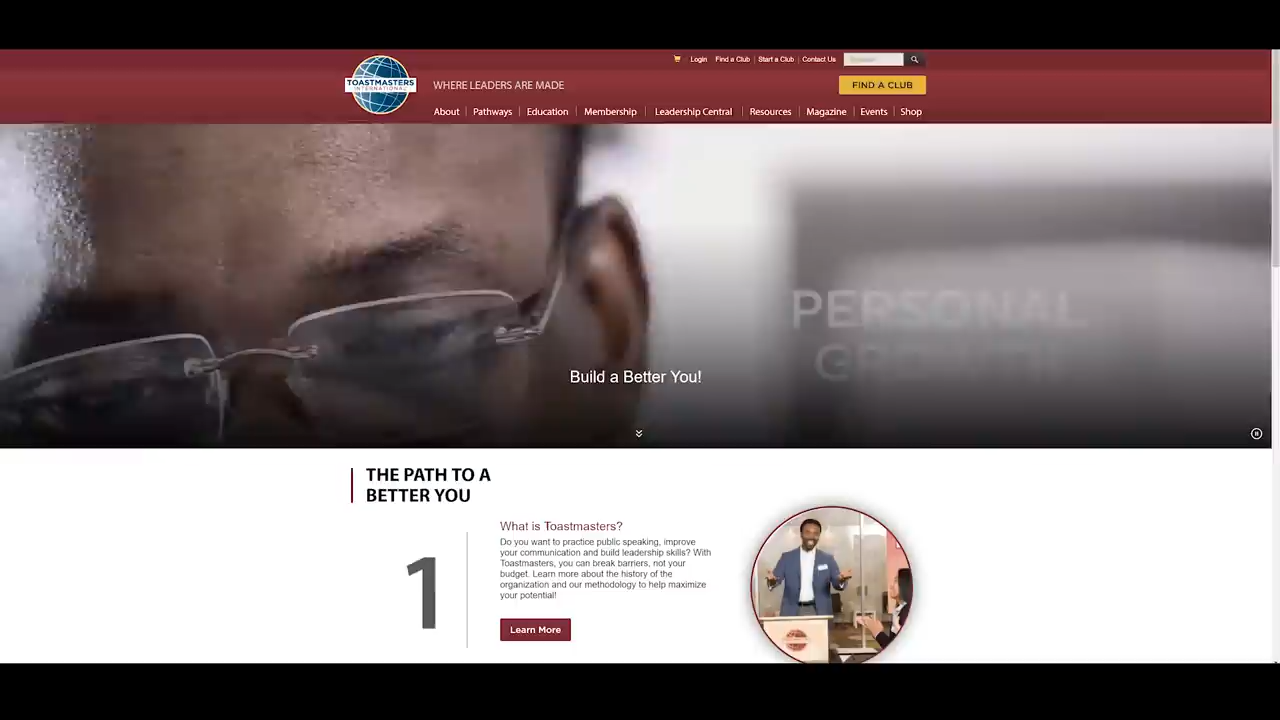 Login
Find a Club
Start a Club
Contact Us
TOASTMASTERS
INTERNATIONAL
WHERE LEADERS ARE MADE
FIND A CLUB
About
Pathways
Education
Membership
Leadership Central
Resources
Magazine
Events
Shop
PERSONAL
GROWTH
Build a Better You!
THE PATH TO A
BETTER YOU
1
What is Toastmasters?
Do you want to practice public speaking, improve
your communication and build leadership skills? With
Toastmasters, you can break barriers, not your
budget. Learn more about the history of the
organization and our methodology to help maximize
your potential!
Learn More